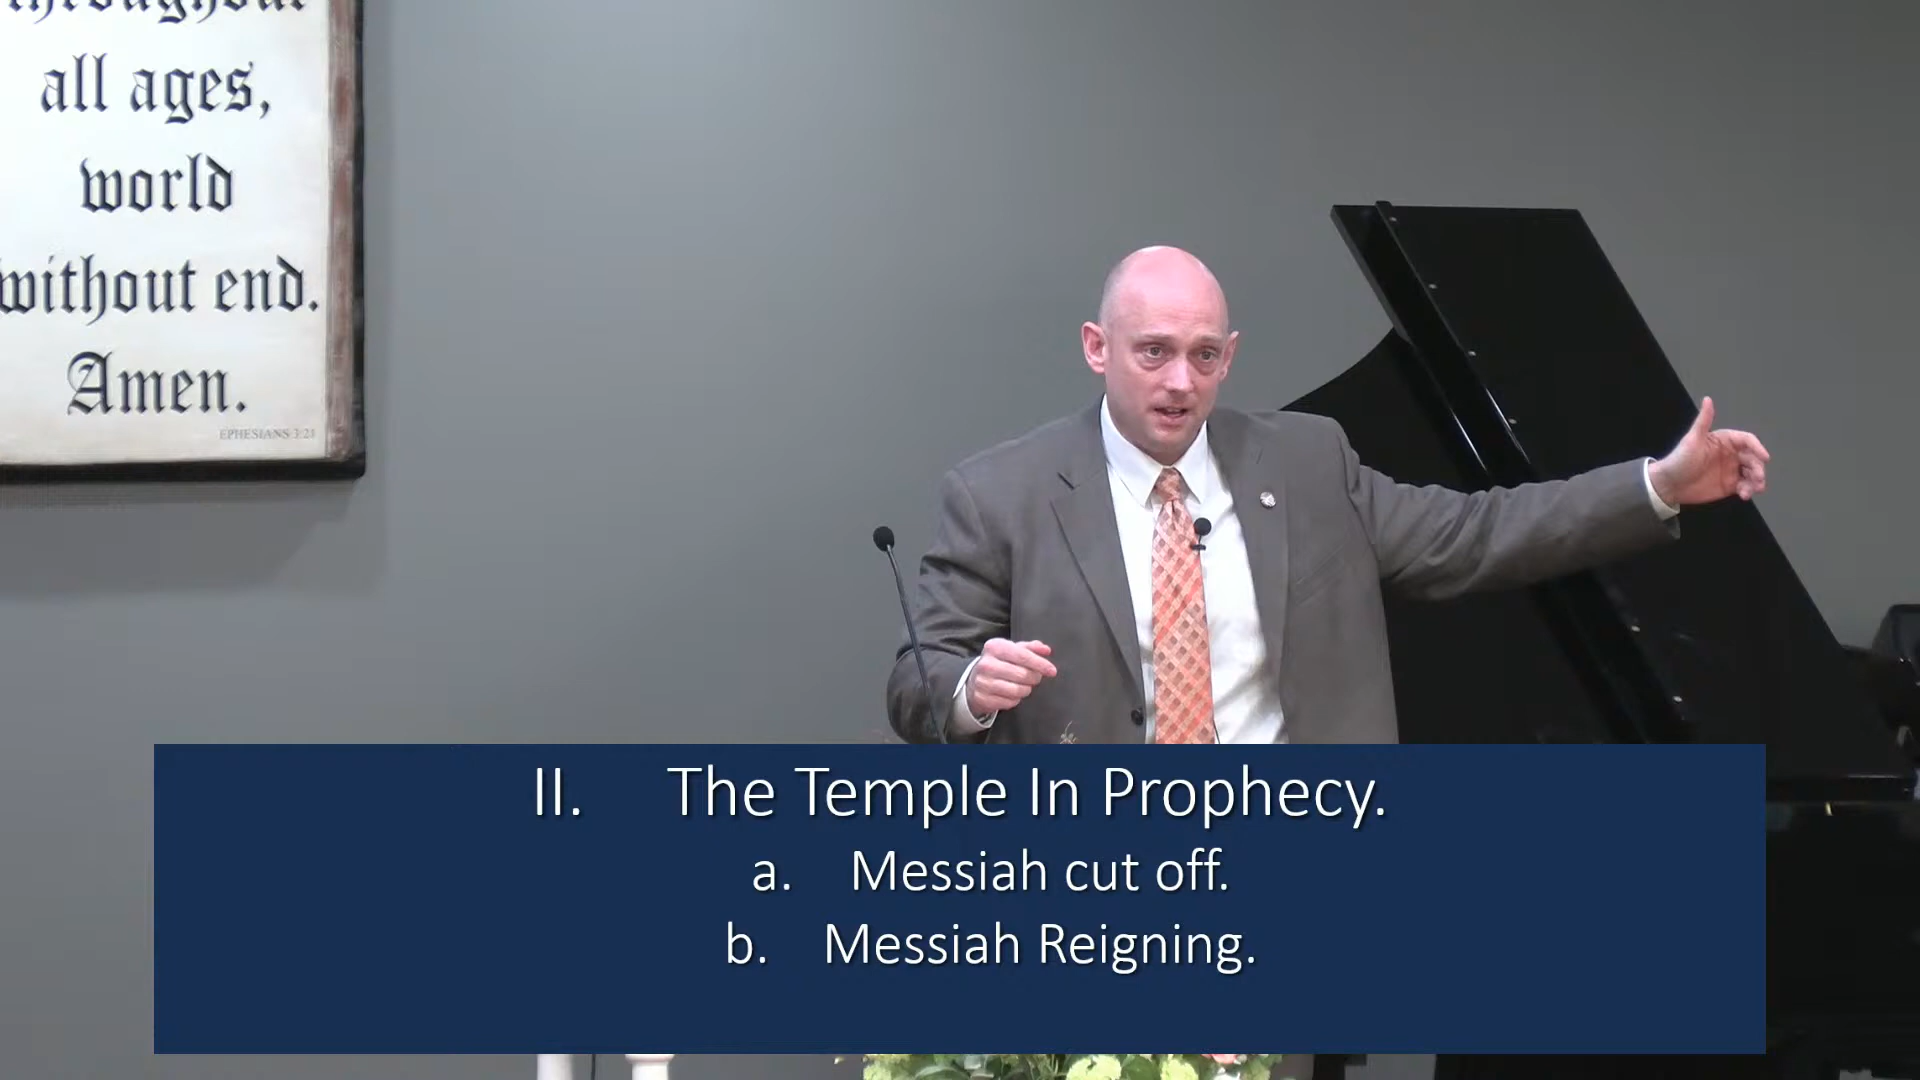 throughout
all ages,
world
without end.
Amen.
EPHESIANS 3:21
II. The Temple In Prophecy.
a. Messiah cut off.
b. Messiah Reigning.